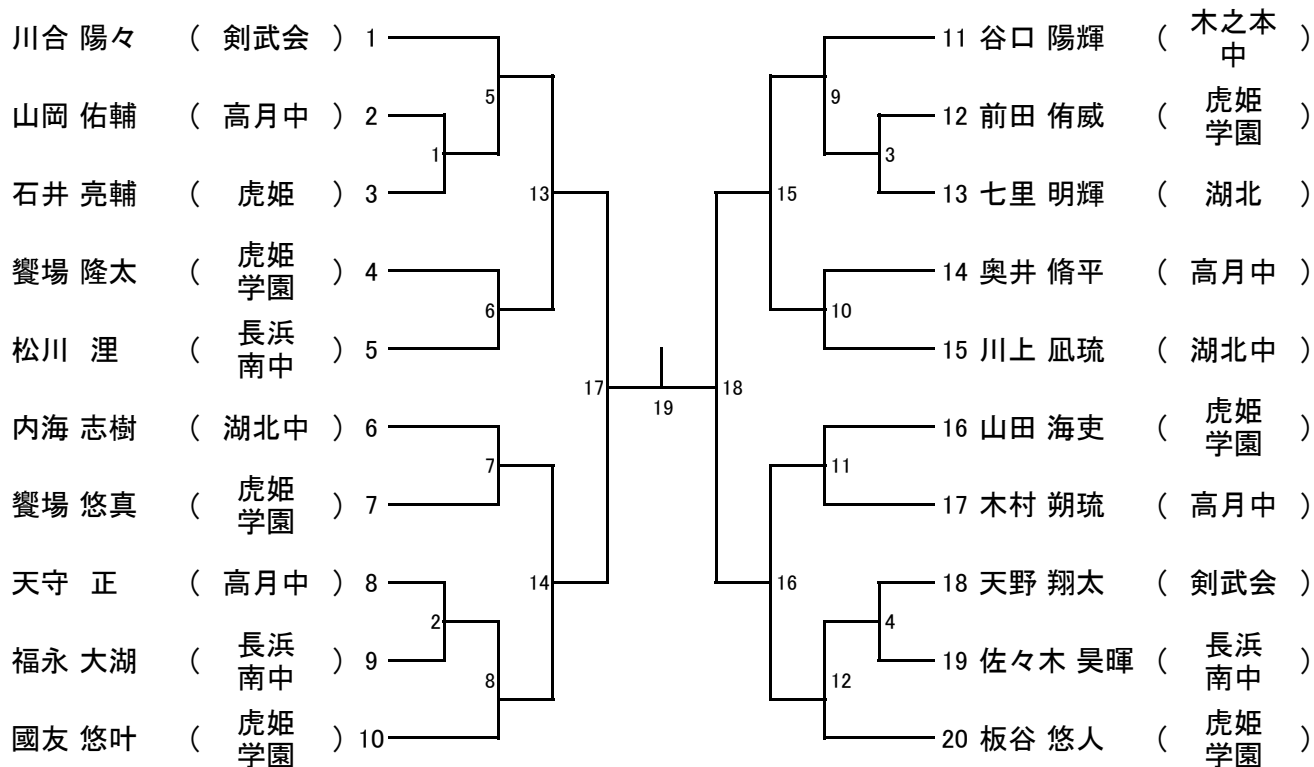 川合 陽々 ( 剣武会 ) 1
山岡 佑輔 ( 高月中 ) 2
石井 亮輔 ( 虎姫 ) 3
饗場 隆太 ( 虎姫学園 ) 4
松川 浬 ( 長浜南中 ) 5
内海 志樹 ( 湖北中 ) 6
饗場 悠真 ( 虎姫学園 ) 7
天守 正 ( 高月中 ) 8
福永 大湖 ( 長浜南中 ) 9
國友 悠叶 ( 虎姫学園 ) 10
5
1
13
6
17
7
14
2
8
19
9
3
15
10
18
11
16
4
12
11 谷口 陽輝 ( 木之本中 )
12 前田 侑威 ( 虎姫学園 )
13 七里 明輝 ( 湖北 )
14 奥井 脩平 ( 高月中 )
15 川上 凪琉 ( 湖北中 )
16 山田 海吏 ( 虎姫学園 )
17 木村 朔琉 ( 高月中 )
18 天野 翔太 ( 剣武会 )
19 佐々木 昊暉 ( 長浜南中 )
20 板谷 悠人 ( 虎姫学園 )